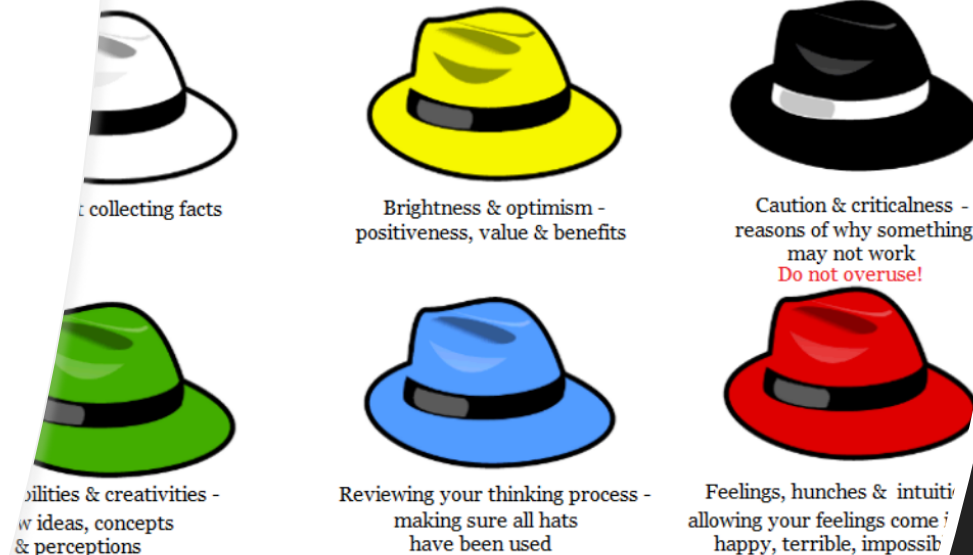 collecting facts
Brightness & optimism -
positiveness, value & benefits
Caution & criticalness -
reasons of why something
may not work
Do not overuse!
& creativities -
ideas, concepts
& perceptions
Reviewing your thinking process -
making sure all hats
have been used
Feelings, hunches &
allowing your feelings come
happy, terrible,